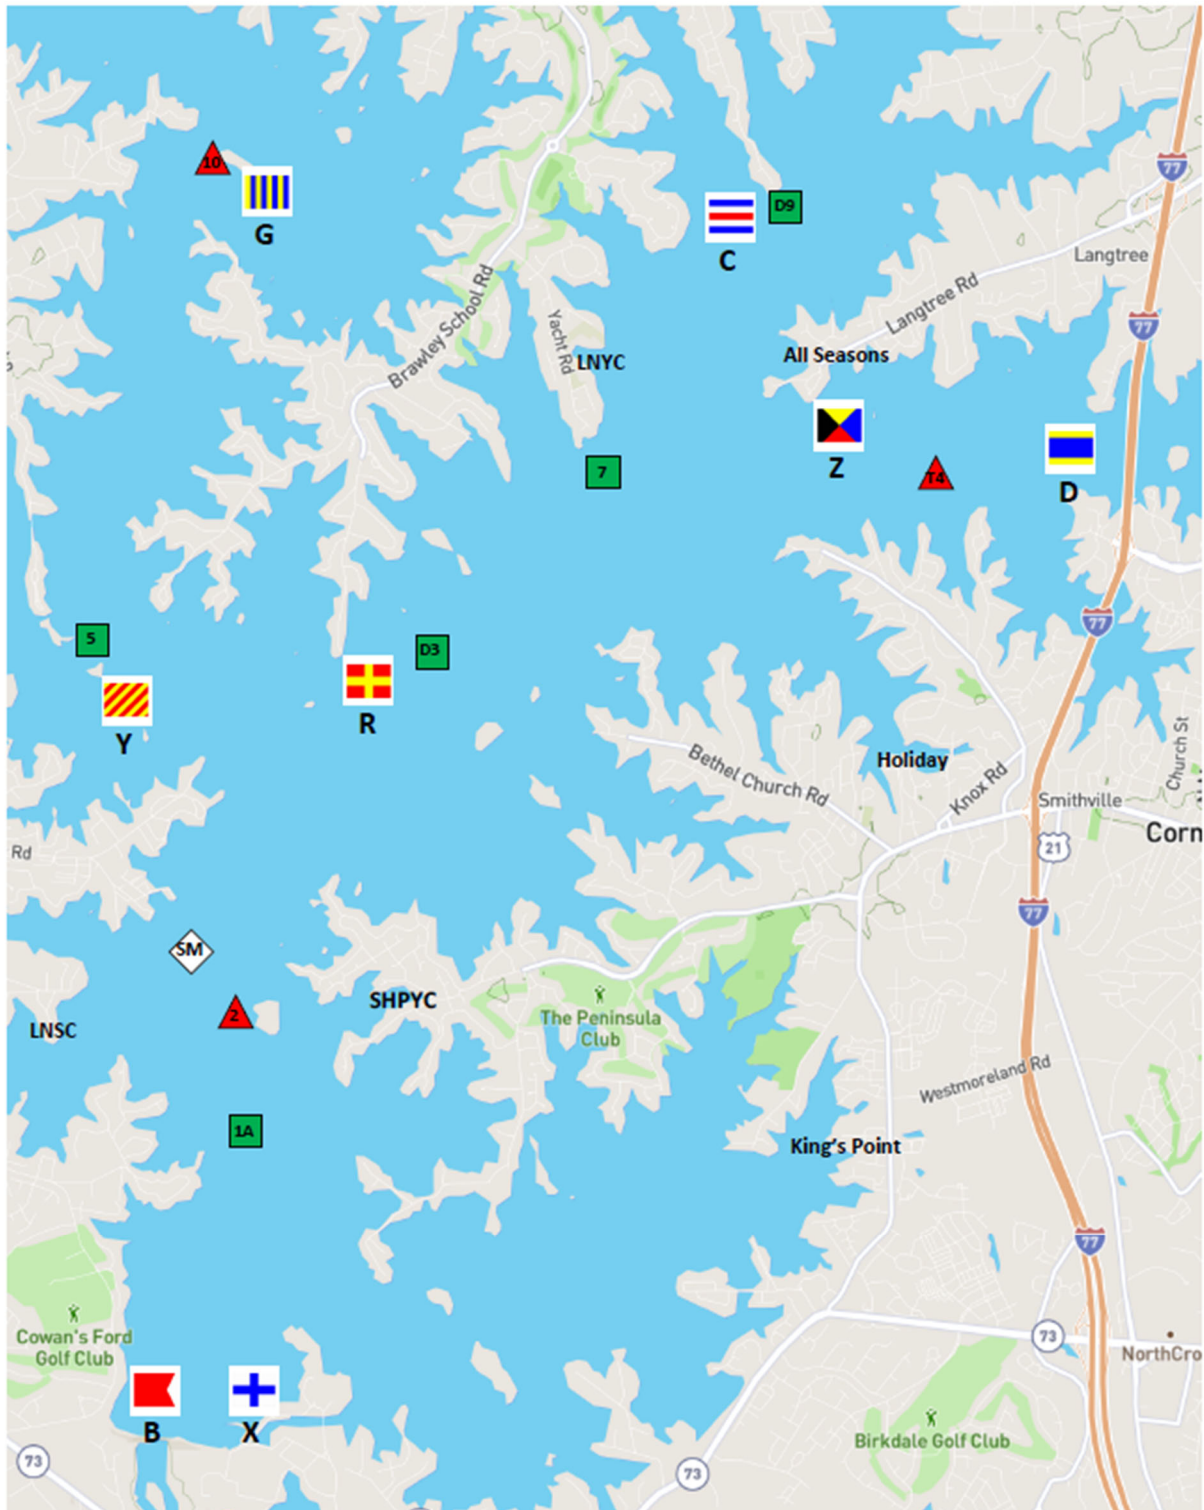 77
10
G
D9
C
Langtree
Langtree Rd
Brawley School Rd
Yacht Rd
LNYC
All Seasons
77
7
Z
T4
D
5
D3
77
Y
R
Holiday
Bethel Church Rd
Knox Rd
Church St
Smithville
Corn
21
Rd
77
SM
SHPYC
2
LNSC
The Peninsula
Club
Westmoreland Rd
1A
King's Point
77
Cowan's Ford
Golf Club
73
NorthCro
B
X
Birkdale Golf Club
73
73